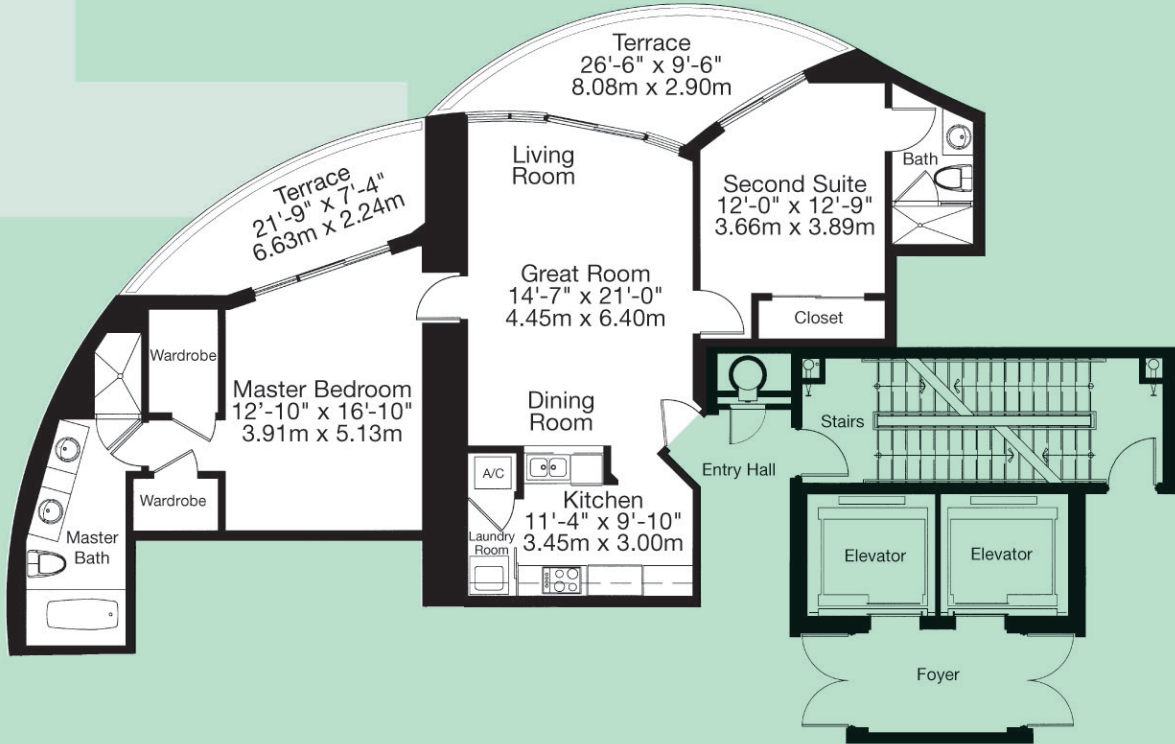 Terrace
26'-6" x 9'-6"
8.08m x 2.90m
Terrace
21'-9" x 7'-4"
6.63m x 2.24m
Living
Room
Bath
Second Suite
12'-0" x 12'-9"
3.66m x 3.89m
Great Room
14'-7" x 21'-0"
4.45m x 6.40m
Closet
Wardrobe
Master Bedroom
12'-10" x 16'-10"
3.91m x 5.13m
Dining
Room
Stairs
Entry Hall
A/C
Wardrobe
Kitchen
11'-4" x 9'-10"
3.45m x 3.00m
Laundry
Room
Master
Bath
Elevator
Elevator
Foyer